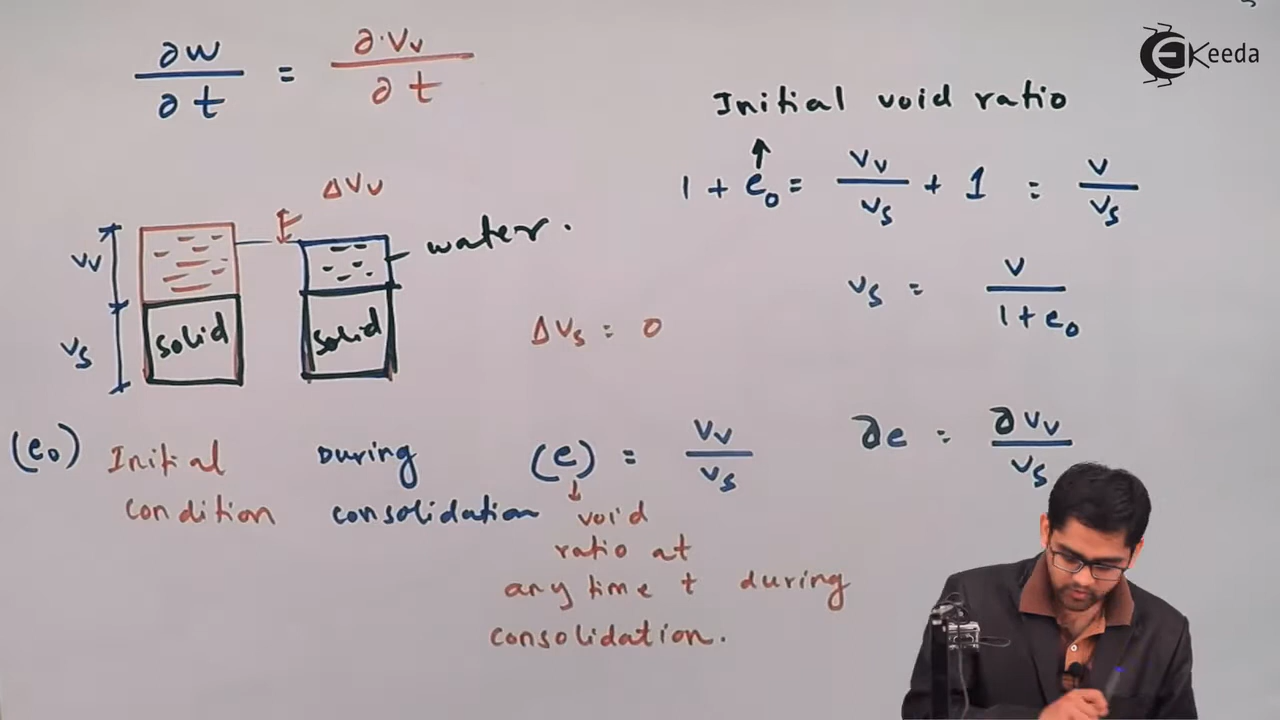 ∂w/∂t = ∂·Vv/∂t
Keeda
Initial void ratio
1 + e₀ = Vv/Vs + 1 = V/Vs
ΔVv
Vv
water.
Vs = V/(1+e₀)
solid
solid
Vs
ΔVs = 0
(e₀) Initial condition
During consolidation
(e) = Vv/Vs
∂e = ∂Vv/Vs
void
ratio at
any time t during
consolidation.